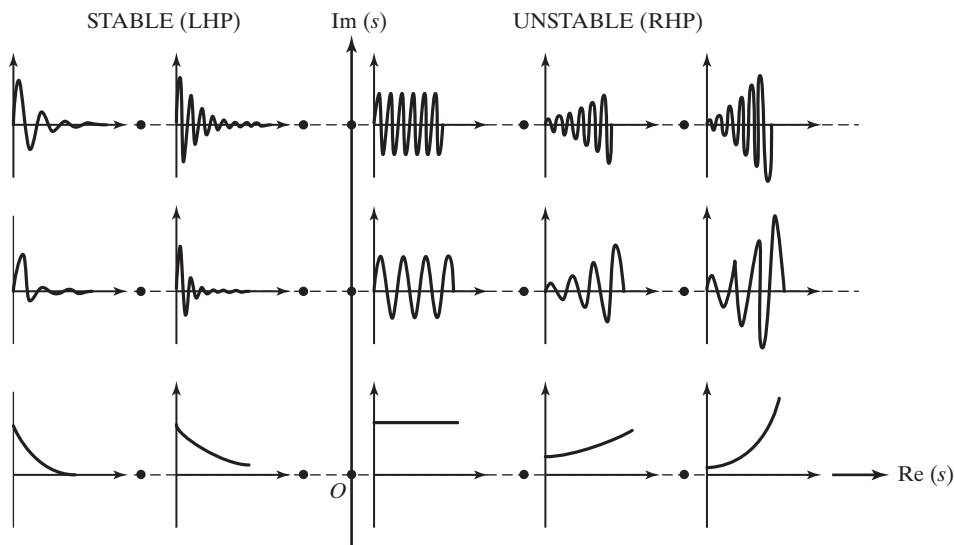 STABLE (LHP) Im (s) UNSTABLE (RHP)
O
Re (s)